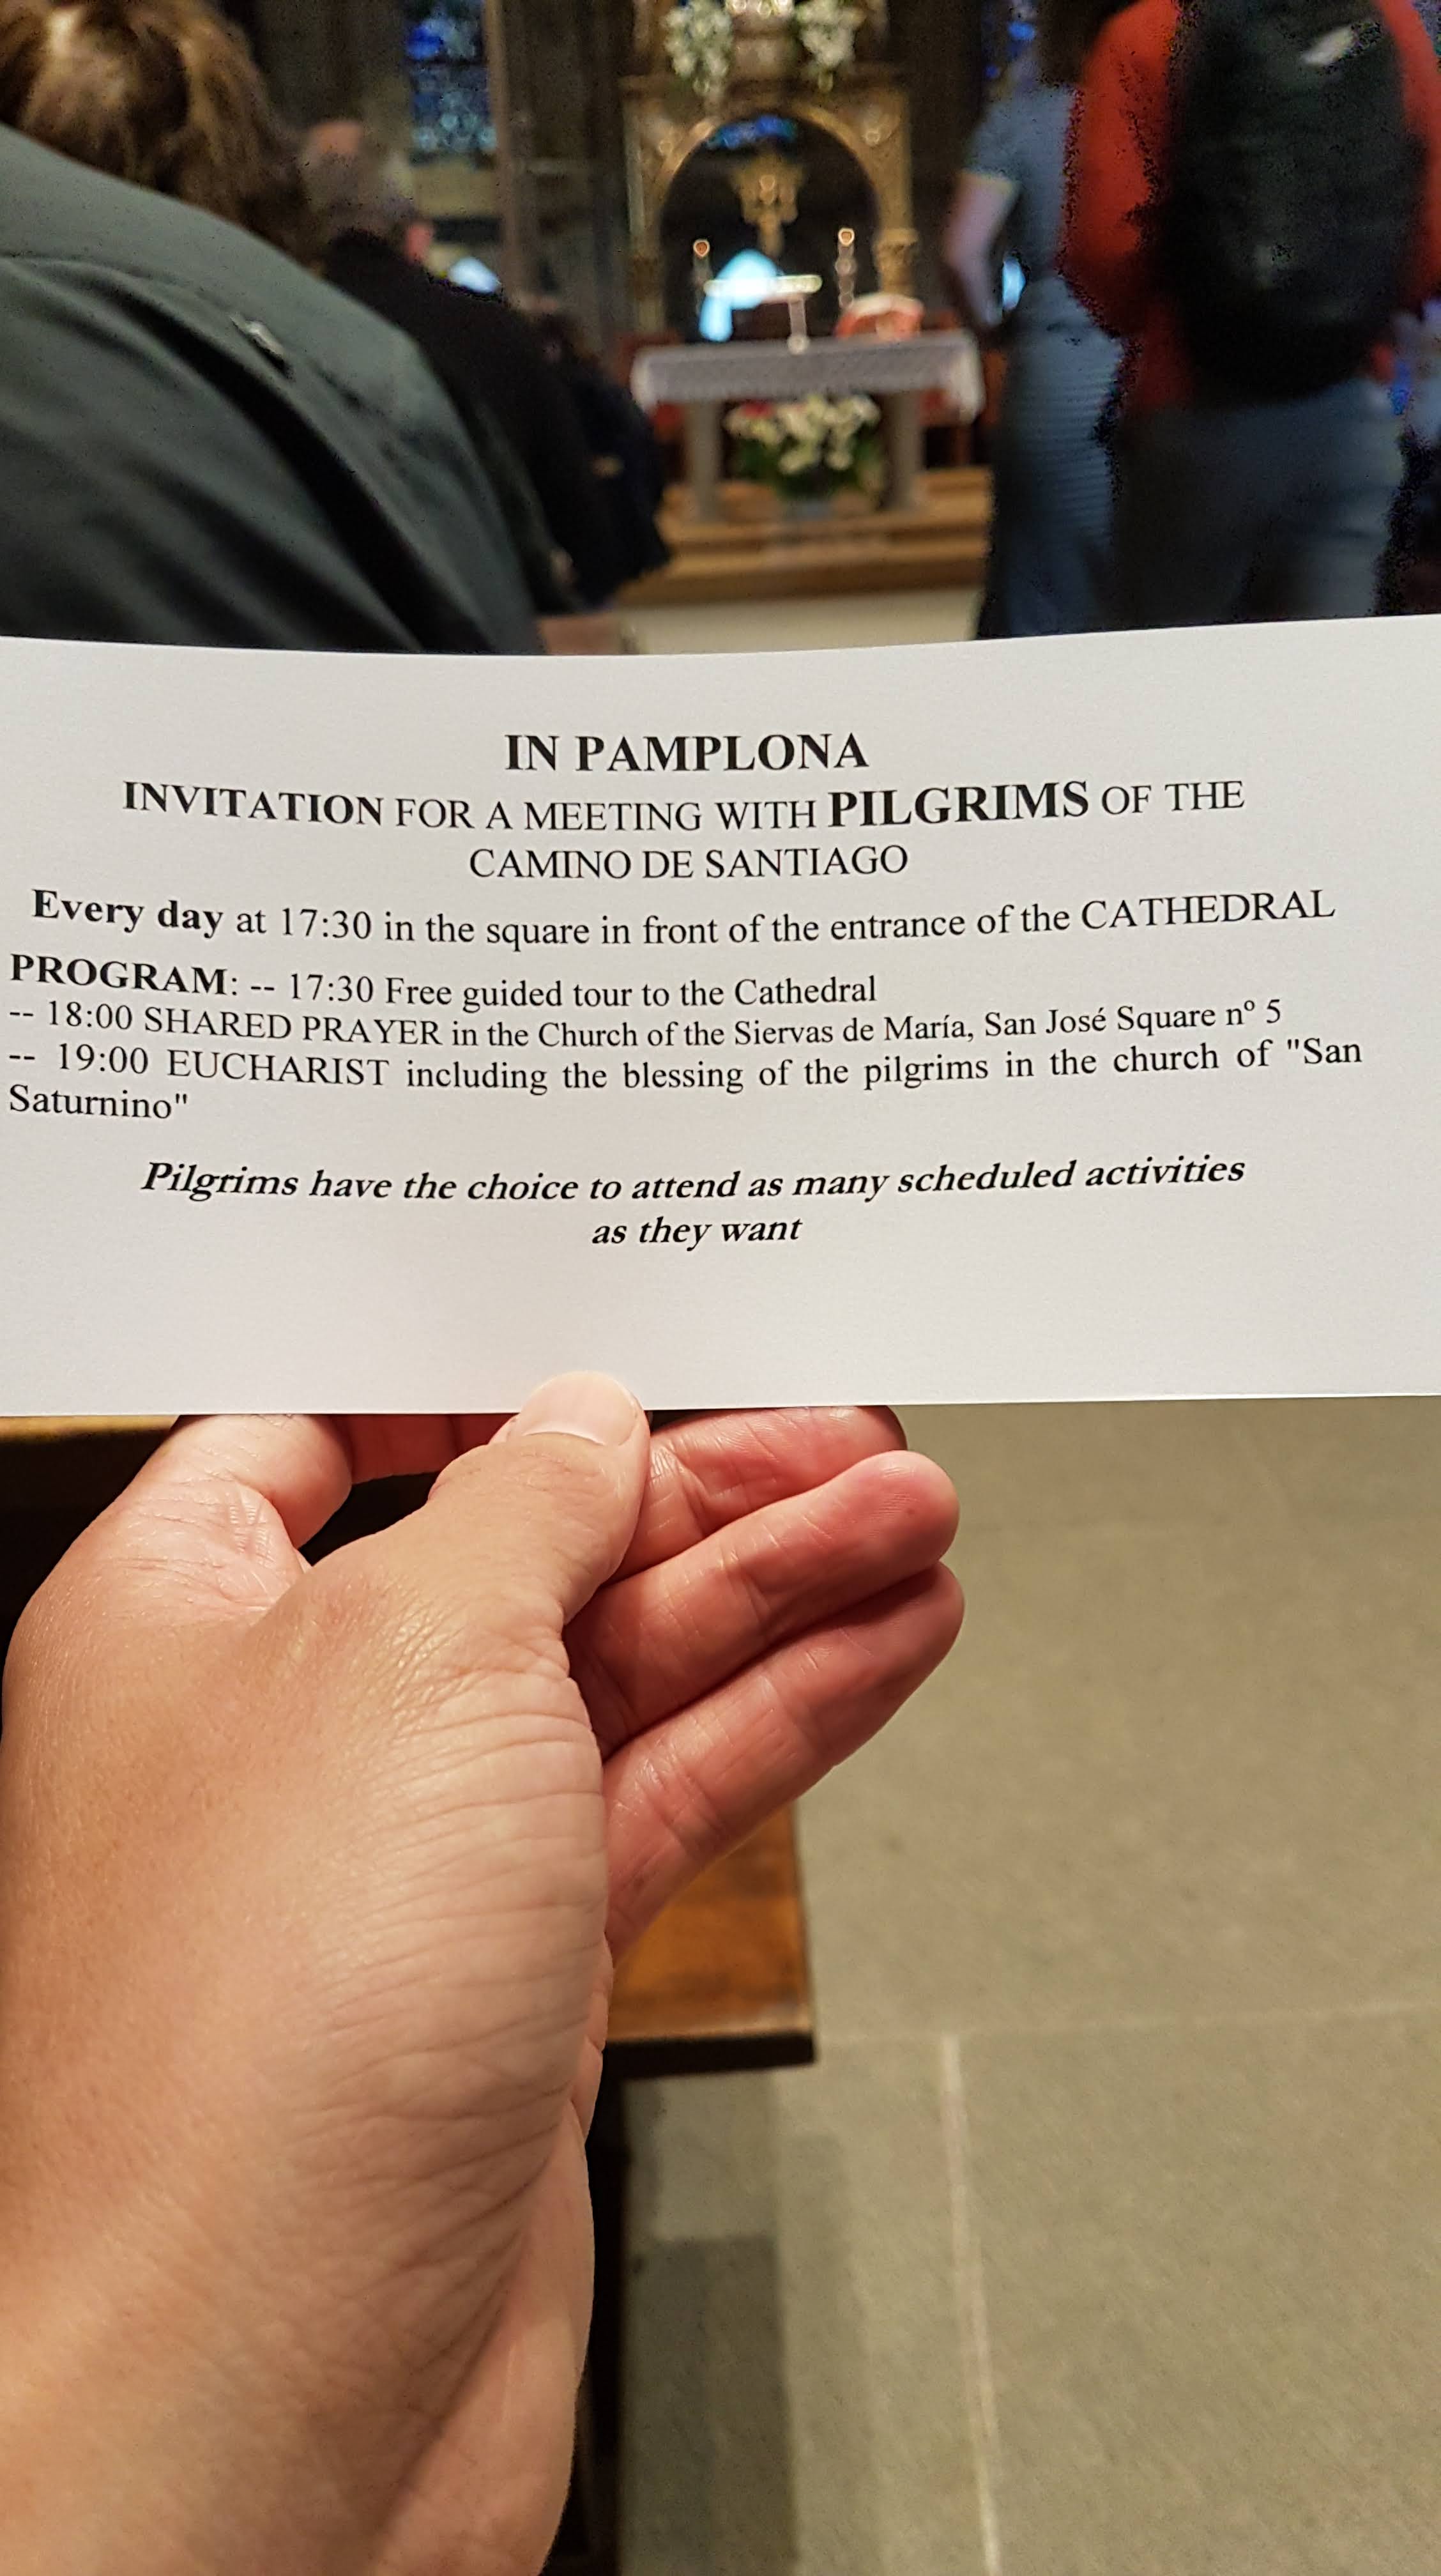 IN PAMPLONA
INVITATION FOR A MEETING WITH PILGRIMS OF THE
CAMINO DE SANTIAGO
Every day at 17:30 in the square in front of the entrance of the CATHEDRAL
PROGRAM: -- 17:30 Free guided tour to the Cathedral
-- 18:00 SHARED PRAYER in the Church of the Siervas de María, San José Square nº 5
-- 19:00 EUCHARIST including the blessing of the pilgrims in the church of "San
Saturnino"
Pilgrims have the choice to attend as many scheduled activities
as they want